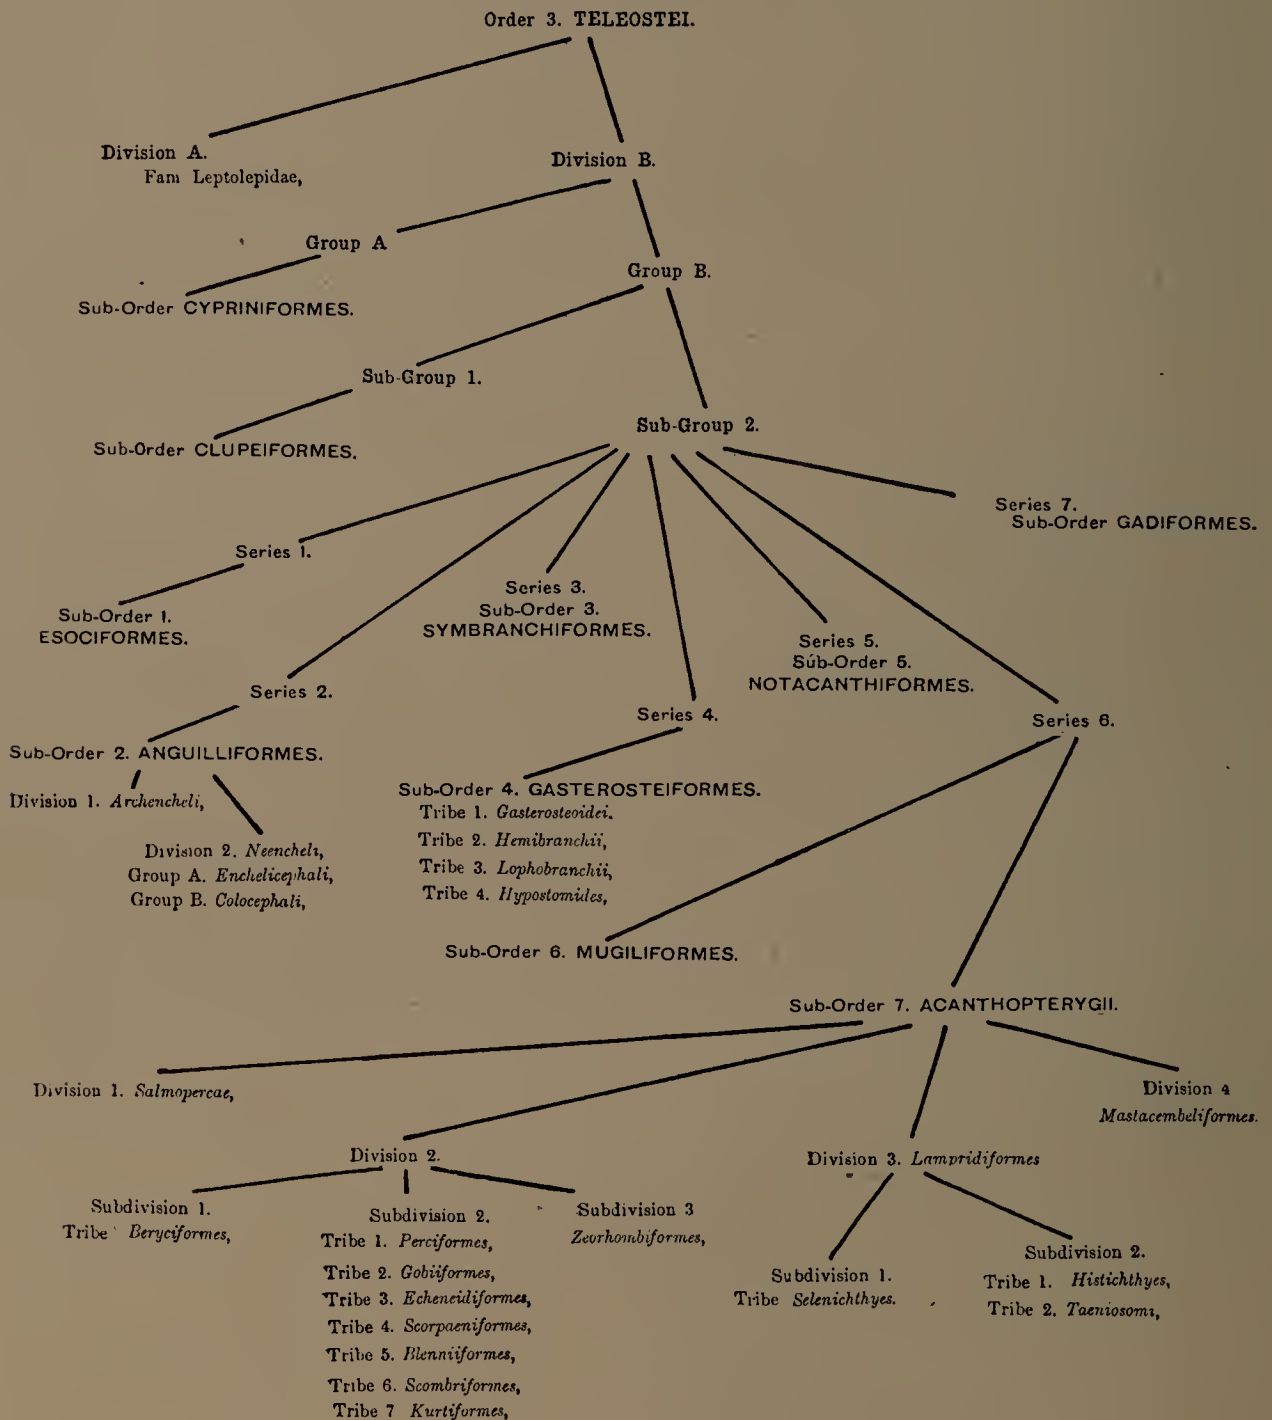 Order 3. TELEOSTEI.
Division A.
Fam Leptolepidae,
Division B.
Group A
Group B.
Sub-Order CYPRINIFORMES.
Sub-Group 1.
Sub-Group 2.
Sub-Order CLUPEIFORMES.
Series 7.
Sub-Order GADIFORMES.
Series 1.
Sub-Order 1.
ESOCIFORMES.
Series 3.
Sub-Order 3.
SYMBRANCHIFORMES.
Series 5.
Súb-Order 5.
NOTACANTHIFORMES.
Series 2.
Series 4.
Series 6.
Sub-Order 2. ANGUILLIFORMES.
Division 1. Archencheli,
Division 2. Neencheli,
Group A. Enchelicephali,
Group B. Colocephali,
Sub-Order 4. GASTEROSTEIFORMES.
Tribe 1. Gasterosteoidei.
Tribe 2. Hemibranchii,
Tribe 3. Lophobranchii,
Tribe 4. Hypostomides,
Sub-Order 6. MUGILIFORMES.
Sub-Order 7. ACANTHOPTERYGII.
Division 1. Salmopercae,
Division 4
Mastacembeliformes.
Division 2.
Division 3. Lampridiformes
Subdivision 1.
Tribe Beryciformes,
Subdivision 2.
Tribe 1. Perciformes,
Tribe 2. Gobiiformes,
Tribe 3. Echeneidiformes,
Tribe 4. Scorpaeniformes,
Tribe 5. Blenniiformes,
Tribe 6. Scombriformes,
Tribe 7 Kurtiformes,
Subdivision 3
Zeorhombiformes,
Subdivision 1.
Tribe Selenichthyes.
Subdivision 2.
Tribe 1. Histichthyes,
Tribe 2. Taeniosomi,